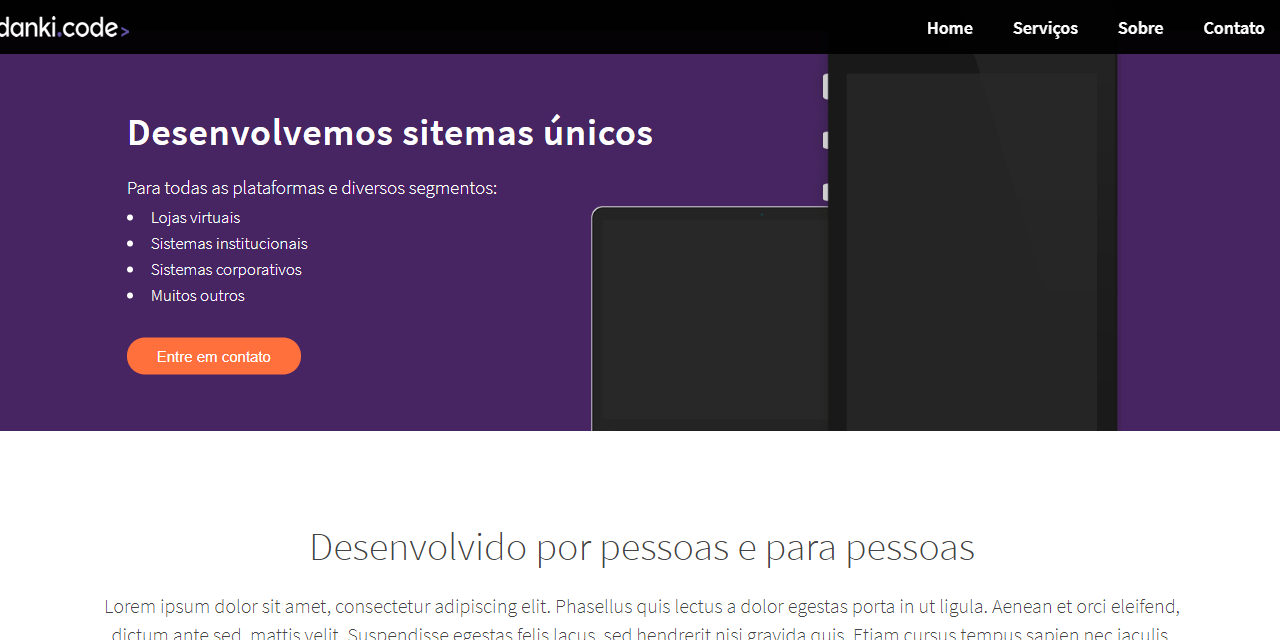 danki.code>
Home Serviços Sobre Contato
Desenvolvemos sitemas únicos
Para todas as plataformas e diversos segmentos:
Lojas virtuais
Sistemas institucionais
Sistemas corporativos
Muitos outros
Entre em contato
Desenvolvido por pessoas e para pessoas
Lorem ipsum dolor sit amet, consectetur adipiscing elit. Phasellus quis lectus a dolor egestas porta in ut ligula. Aenean et orci eleifend,
dictum ante sed, mattis velit. Suspendisse egestas felis lacus, sed hendrerit nisi gravida quis. Etiam cursus tempus sapien nec iaculis.